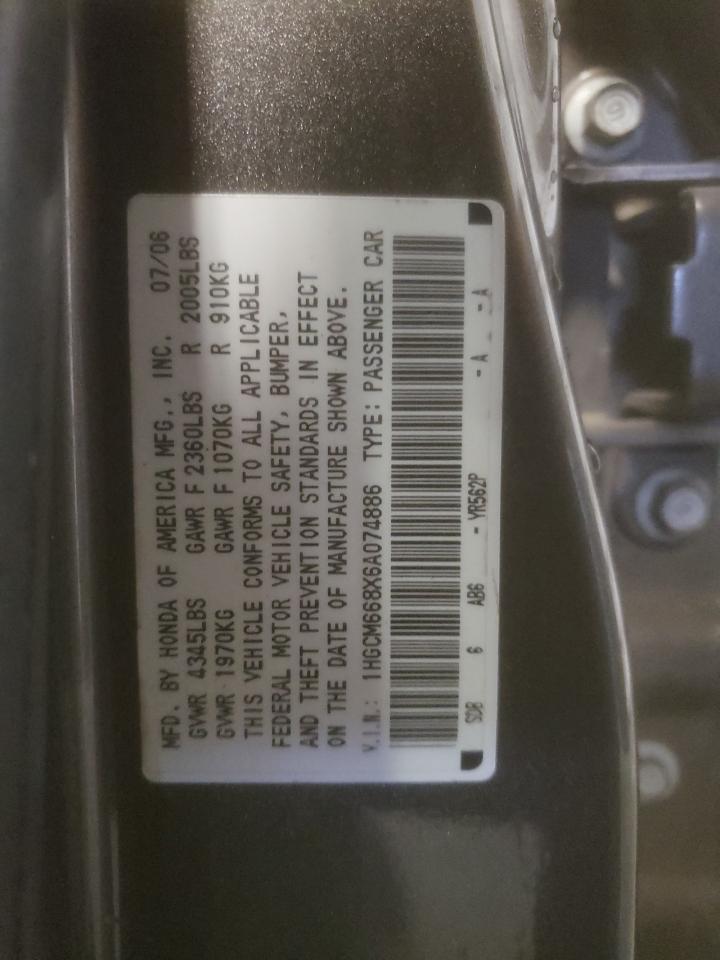 MFD. BY HONDA OF AMERICA MFG., INC. 07/06
GVWR 4345LBS GAWR F 2360LBS R 2005LBS
GVWR 1970KG GAWR F 1070KG R 910KG
THIS VEHICLE CONFORMS TO ALL APPLICABLE
FEDERAL MOTOR VEHICLE SAFETY, BUMPER,
AND THEFT PREVENTION STANDARDS IN EFFECT
ON THE DATE OF MANUFACTURE SHOWN ABOVE.
V.I.N.: 1HGCM668X6A074886 TYPE: PASSENGER CAR
SDB 6 AB6 - YR562P - A - A